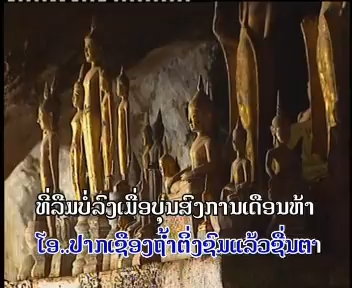 ທີ່ລືມບໍ່ລົງເມື່ອບຸນສົງການເດືອນຫ້າ
ໂອ..ປາກເຊືອງຖ້ຳຕິ່ງຊົມແລ້ວຊື່ນຕາ